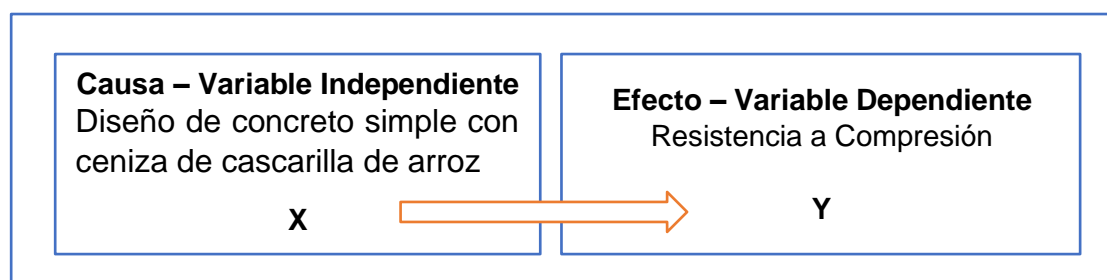 Causa – Variable Independiente
Diseño de concreto simple con
ceniza de cascarilla de arroz
X
Efecto – Variable Dependiente
Resistencia a Compresión
Y